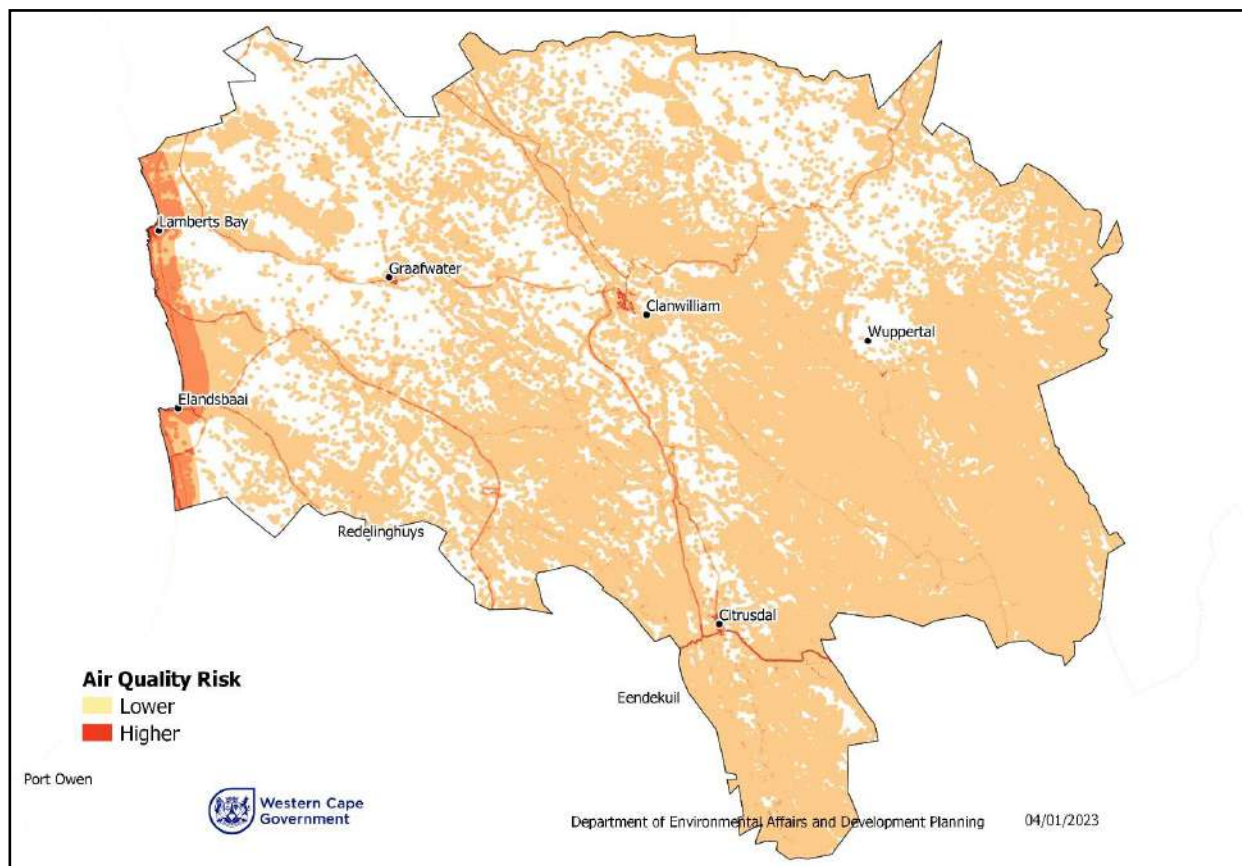 Lamberts Bay
Graafwater
Clanwilliam
Wuppertal
Elandsbaai
Redelinghuys
Citrusdal
Eendekuil
Air Quality Risk
Lower
Higher
Port Owen
Western Cape
Government
Department of Environmental Affairs and Development Planning 04/01/2023